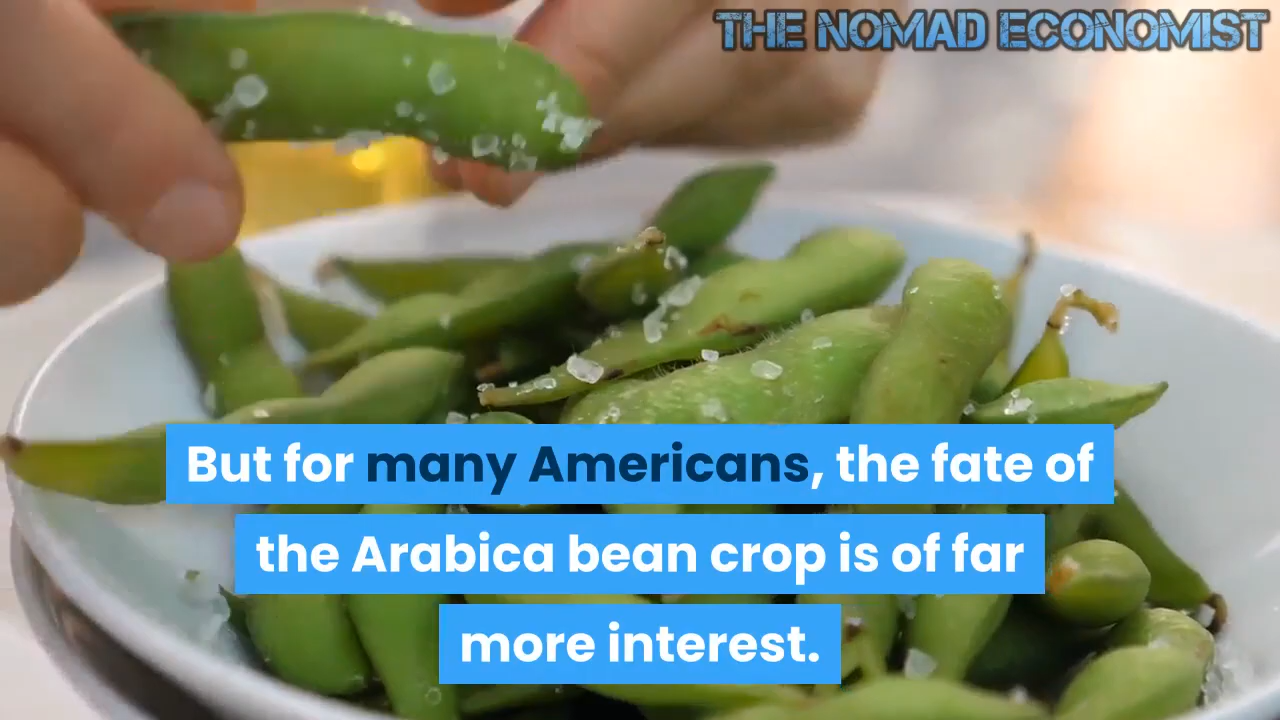 THE NOMAD ECONOMIST
But for many Americans, the fate of
the Arabica bean crop is of far
more interest.